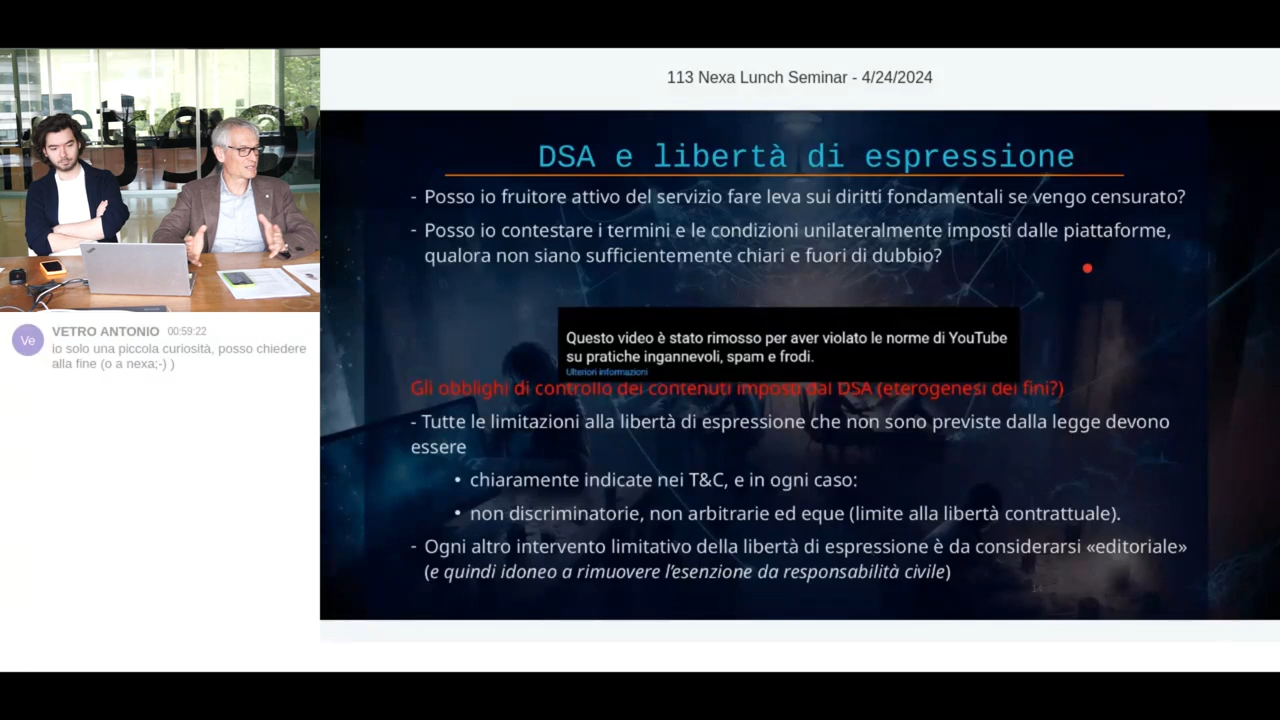 113 Nexa Lunch Seminar - 4/24/2024
DSA e libertà di espressione
- Posso io fruitore attivo del servizio fare leva sui diritti fondamentali se vengo censurato?
- Posso io contestare i termini e le condizioni unilateralmente imposti dalle piattaforme,
qualora non siano sufficientemente chiari e fuori di dubbio?
Questo video è stato rimosso per aver violato le norme di YouTube
su pratiche ingannevoli, spam e frodi.
Ulteriori informazioni
Gli obblighi di controllo dei contenuti imposti dal DSA (eterogenesi dei fini?)
- Tutte le limitazioni alla libertà di espressione che non sono previste dalla legge devono
essere
• chiaramente indicate nei T&C, e in ogni caso:
• non discriminatorie, non arbitrarie ed eque (limite alla libertà contrattuale).
- Ogni altro intervento limitativo della libertà di espressione è da considerarsi «editoriale»
(e quindi idoneo a rimuovere l'esenzione da responsabilità civile)
14
Ve
VETRO ANTONIO 00:59:22
io solo una piccola curiosità, posso chiedere
alla fine (o a nexa;-) )